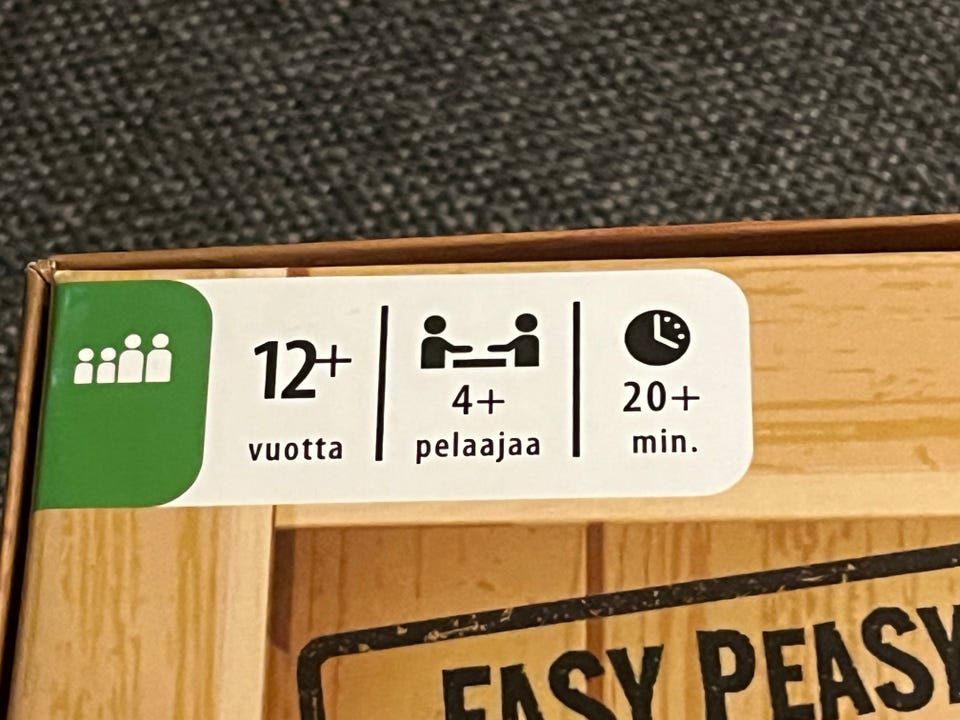 12+
vuotta
4+
pelaajaa
20+
min.
EASY PEASY